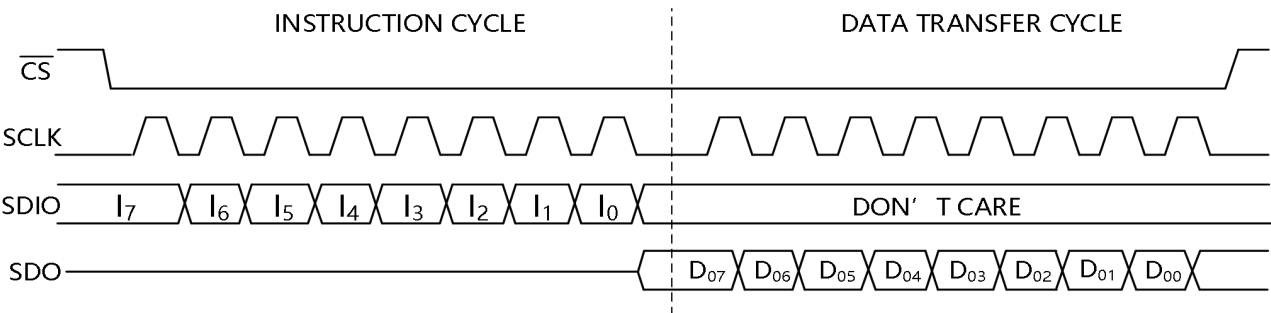 INSTRUCTION CYCLE DATA TRANSFER CYCLE
CS
SCLK
SDIO I7 I6 I5 I4 I3 I2 I1 I0 DON’T CARE
SDO D07 D06 D05 D04 D03 D02 D01 D00